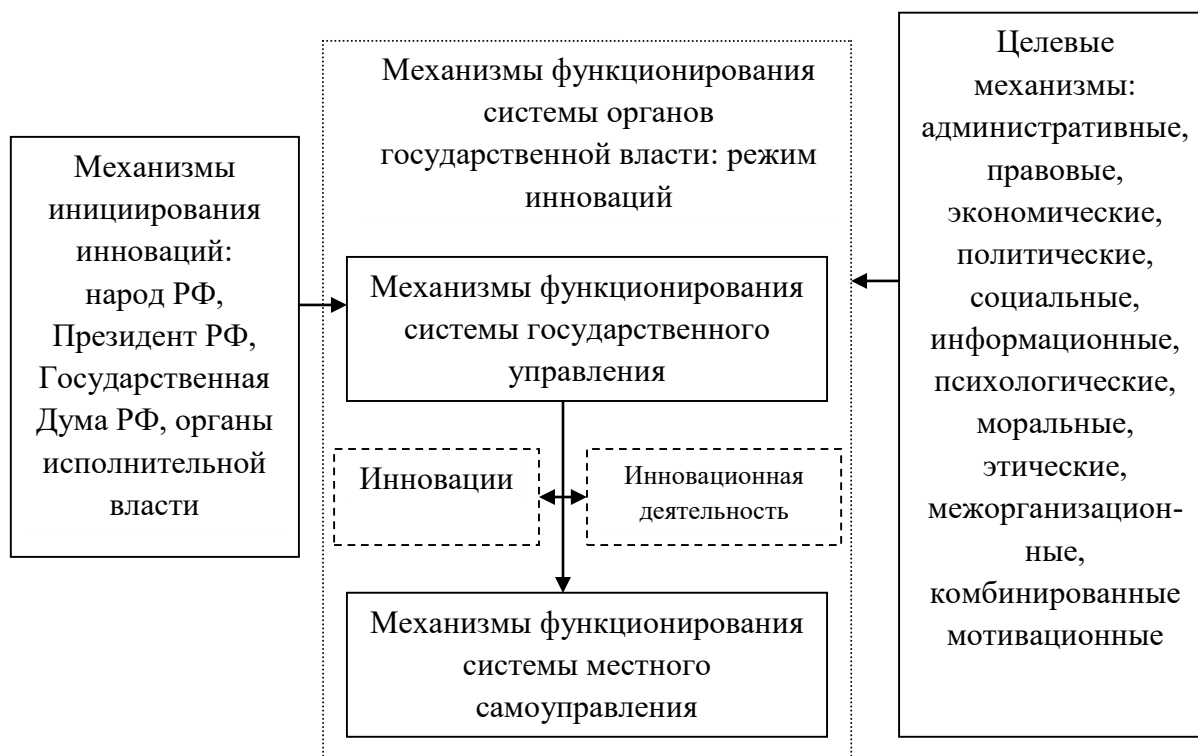 Механизмы
инициирования
инноваций:
народ РФ,
Президент РФ,
Государственная
Дума РФ, органы
исполнительной
власти
Механизмы функционирования
системы органов
государственной власти: режим
инноваций
Механизмы функционирования
системы государственного
управления
Инновации
Инновационная
деятельность
Механизмы функционирования
системы местного
самоуправления
Целевые
механизмы:
административные,
правовые,
экономические,
политические,
социальные,
информационные,
психологические,
моральные,
этические,
межорганизацион-
ные,
комбинированные
мотивационные